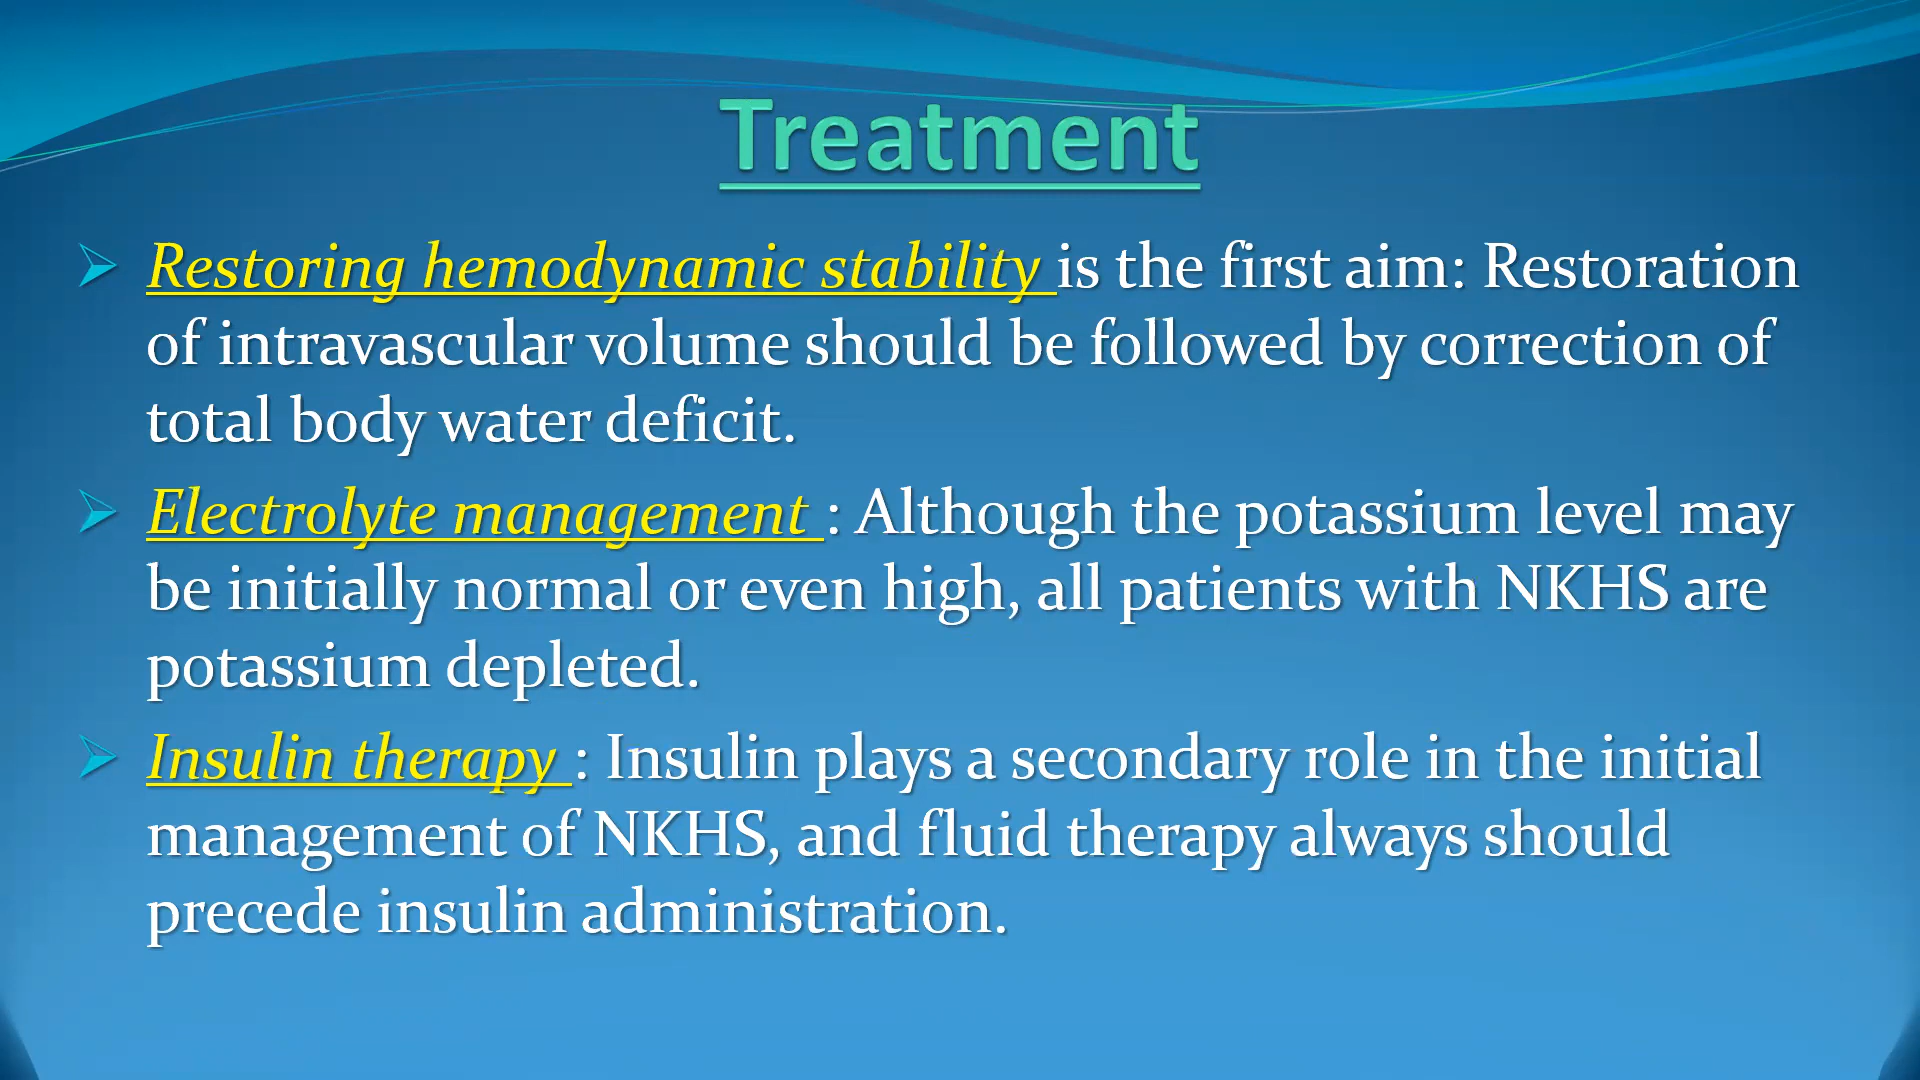 Treatment
Restoring hemodynamic stability is the first aim: Restoration
of intravascular volume should be followed by correction of
total body water deficit.
Electrolyte management : Although the potassium level may
be initially normal or even high, all patients with NKHS are
potassium depleted.
Insulin therapy : Insulin plays a secondary role in the initial
management of NKHS, and fluid therapy always should
precede insulin administration.